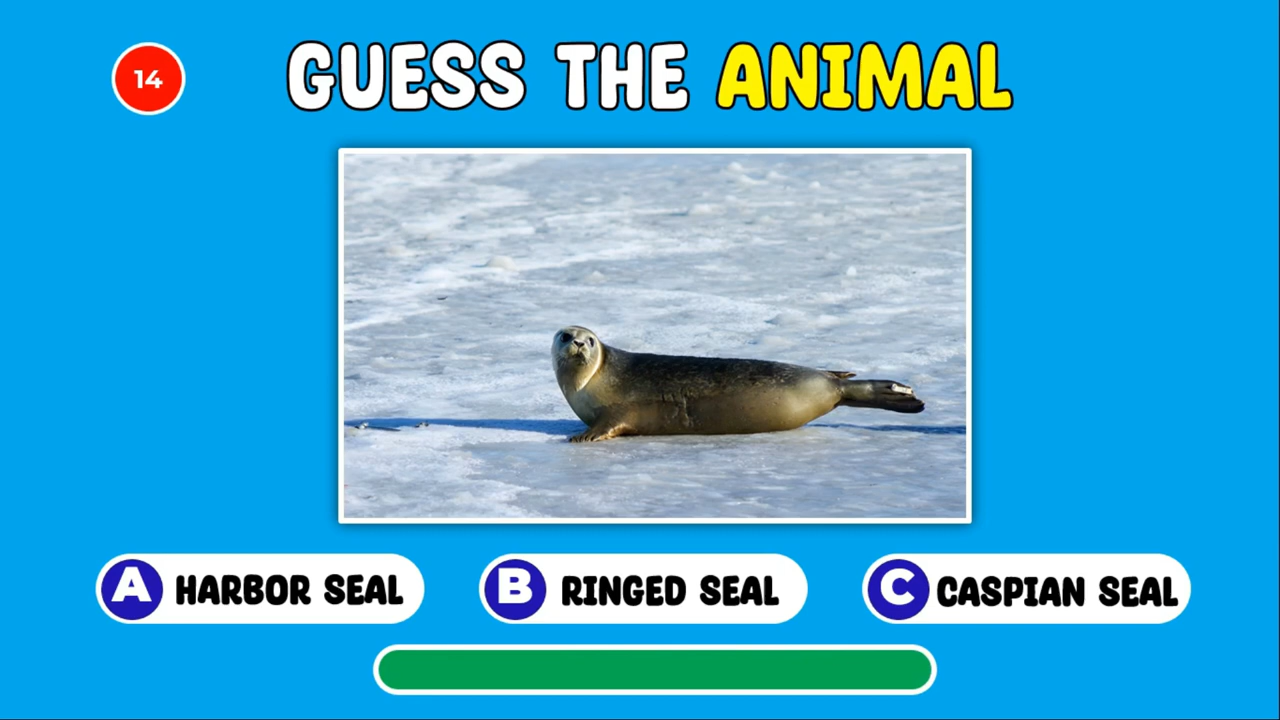 14
GUESS THE ANIMAL
A HARBOR SEAL
B RINGED SEAL
C CASPIAN SEAL